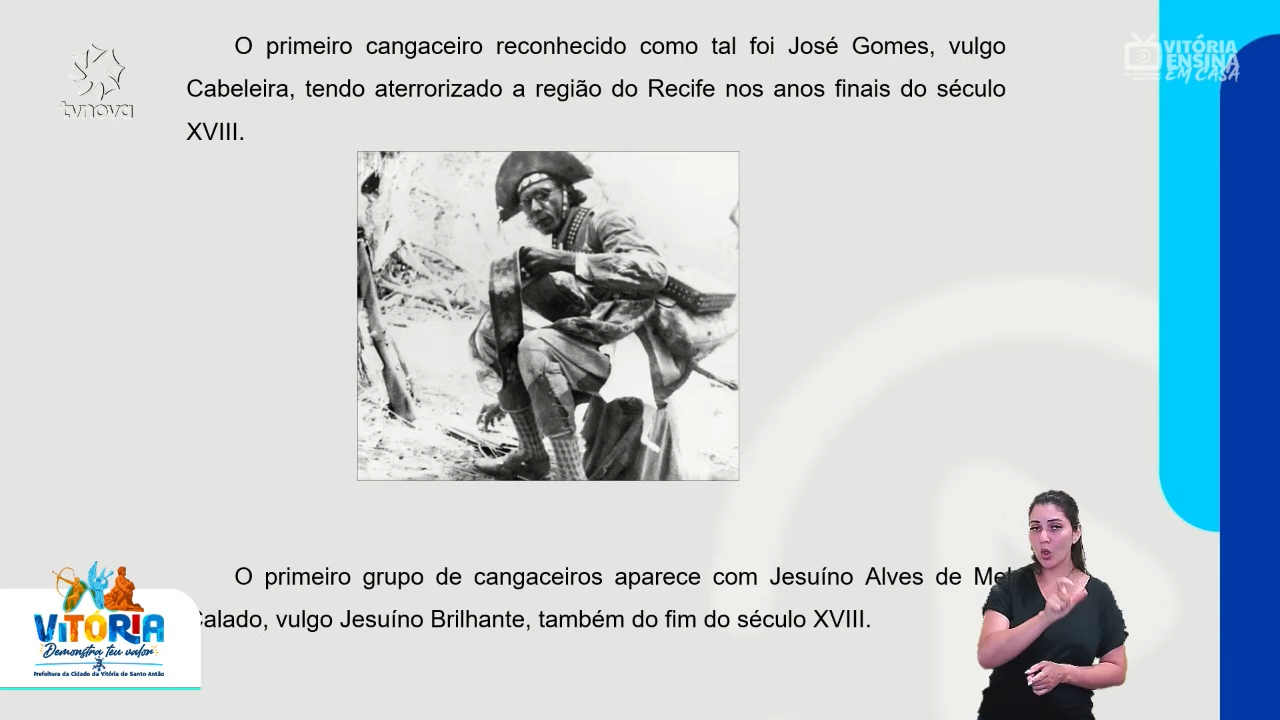 O primeiro cangaceiro reconhecido como tal foi José Gomes, vulgo
Cabeleira, tendo aterrorizado a região do Recife nos anos finais do século
XVIII.
tvnova
VITÓRIA
ENSINA
EM CASA
O primeiro grupo de cangaceiros aparece com Jesuíno Alves de Mel
Calado, vulgo Jesuíno Brilhante, também do fim do século XVIII.
ViTÓRIA
Demonstra teu valor
Prefeitura da Cidade da Vitória de Santo Antão